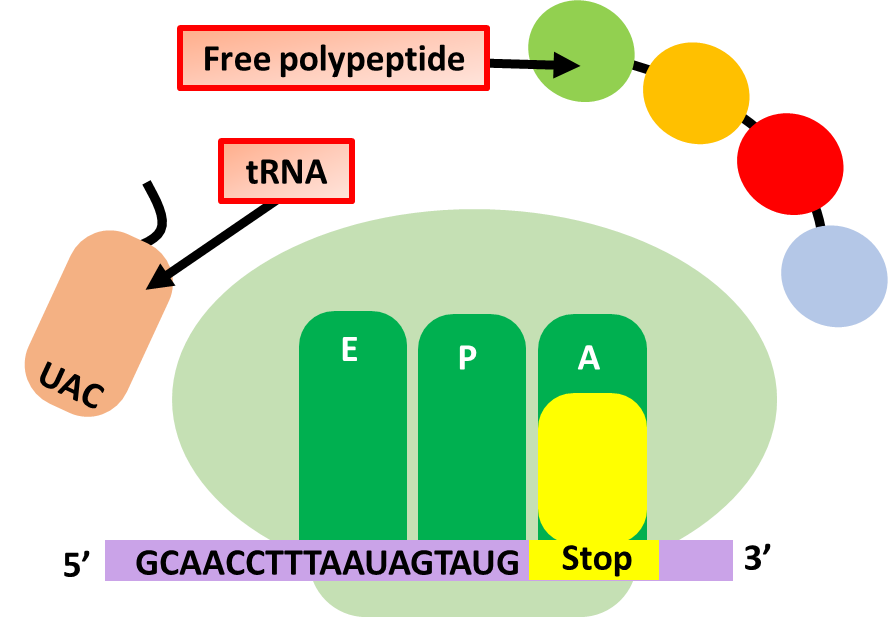 Free polypeptide
tRNA
UAC
E P A
5’ GCAACCTTTAAUAGTAUG Stop 3’